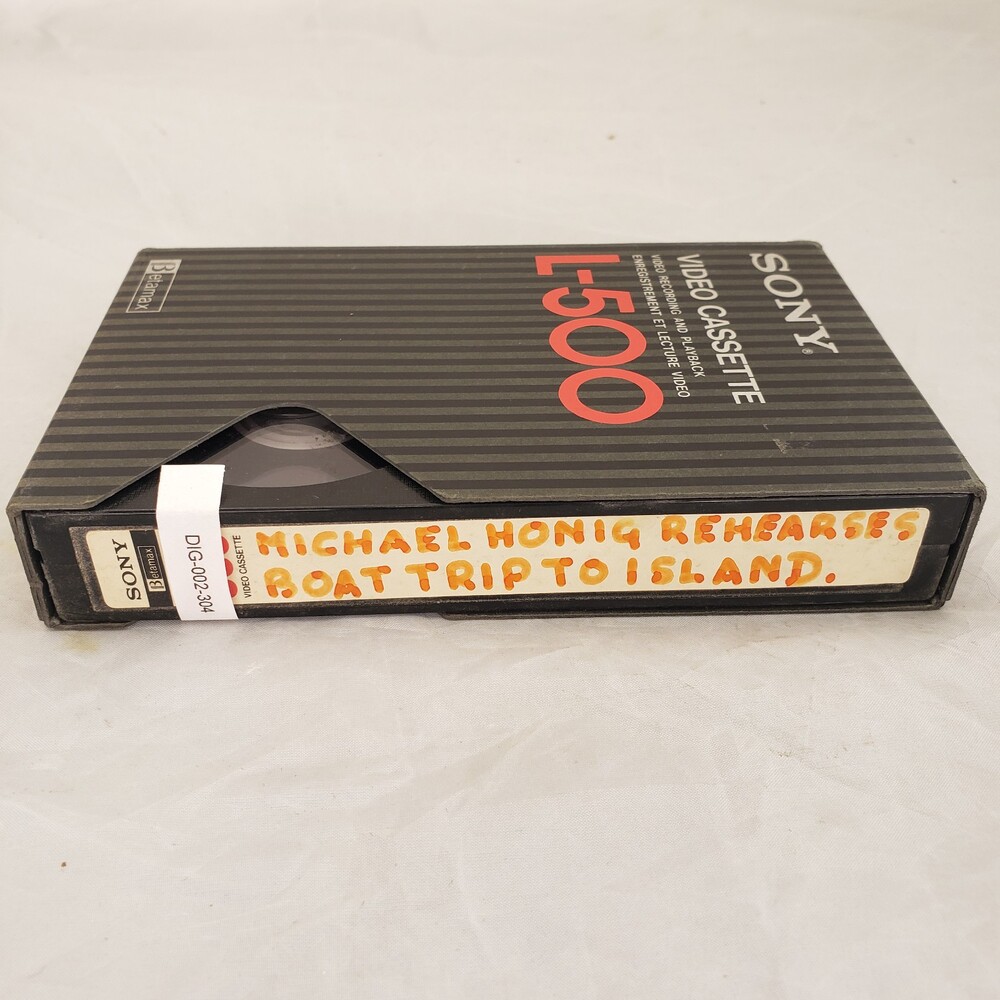 SONY®
VIDEO CASSETTE
VIDEO RECORDING AND PLAYBACK
ENREGISTREMENT ET LECTURE VIDEO
L-500
Betamax
SONY
Betamax
DIG-002-304
VIDEO CASSETTE
MICHAEL HONIG REHEARSES
BOAT TRIP TO ISLAND.